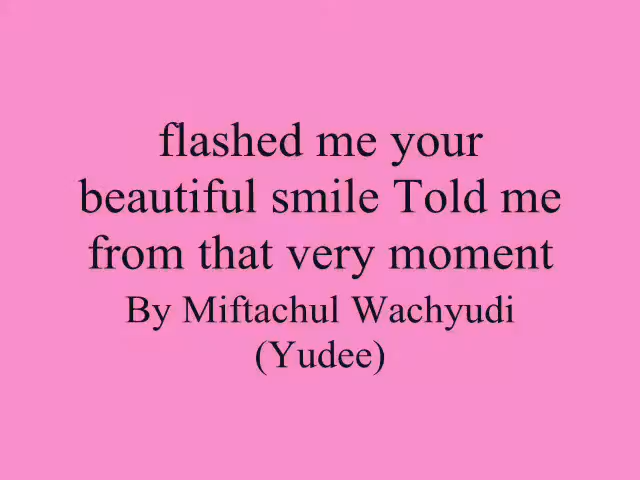 flashed me your
beautiful smile Told me
from that very moment
By Miftachul Wachyudi
(Yudee)